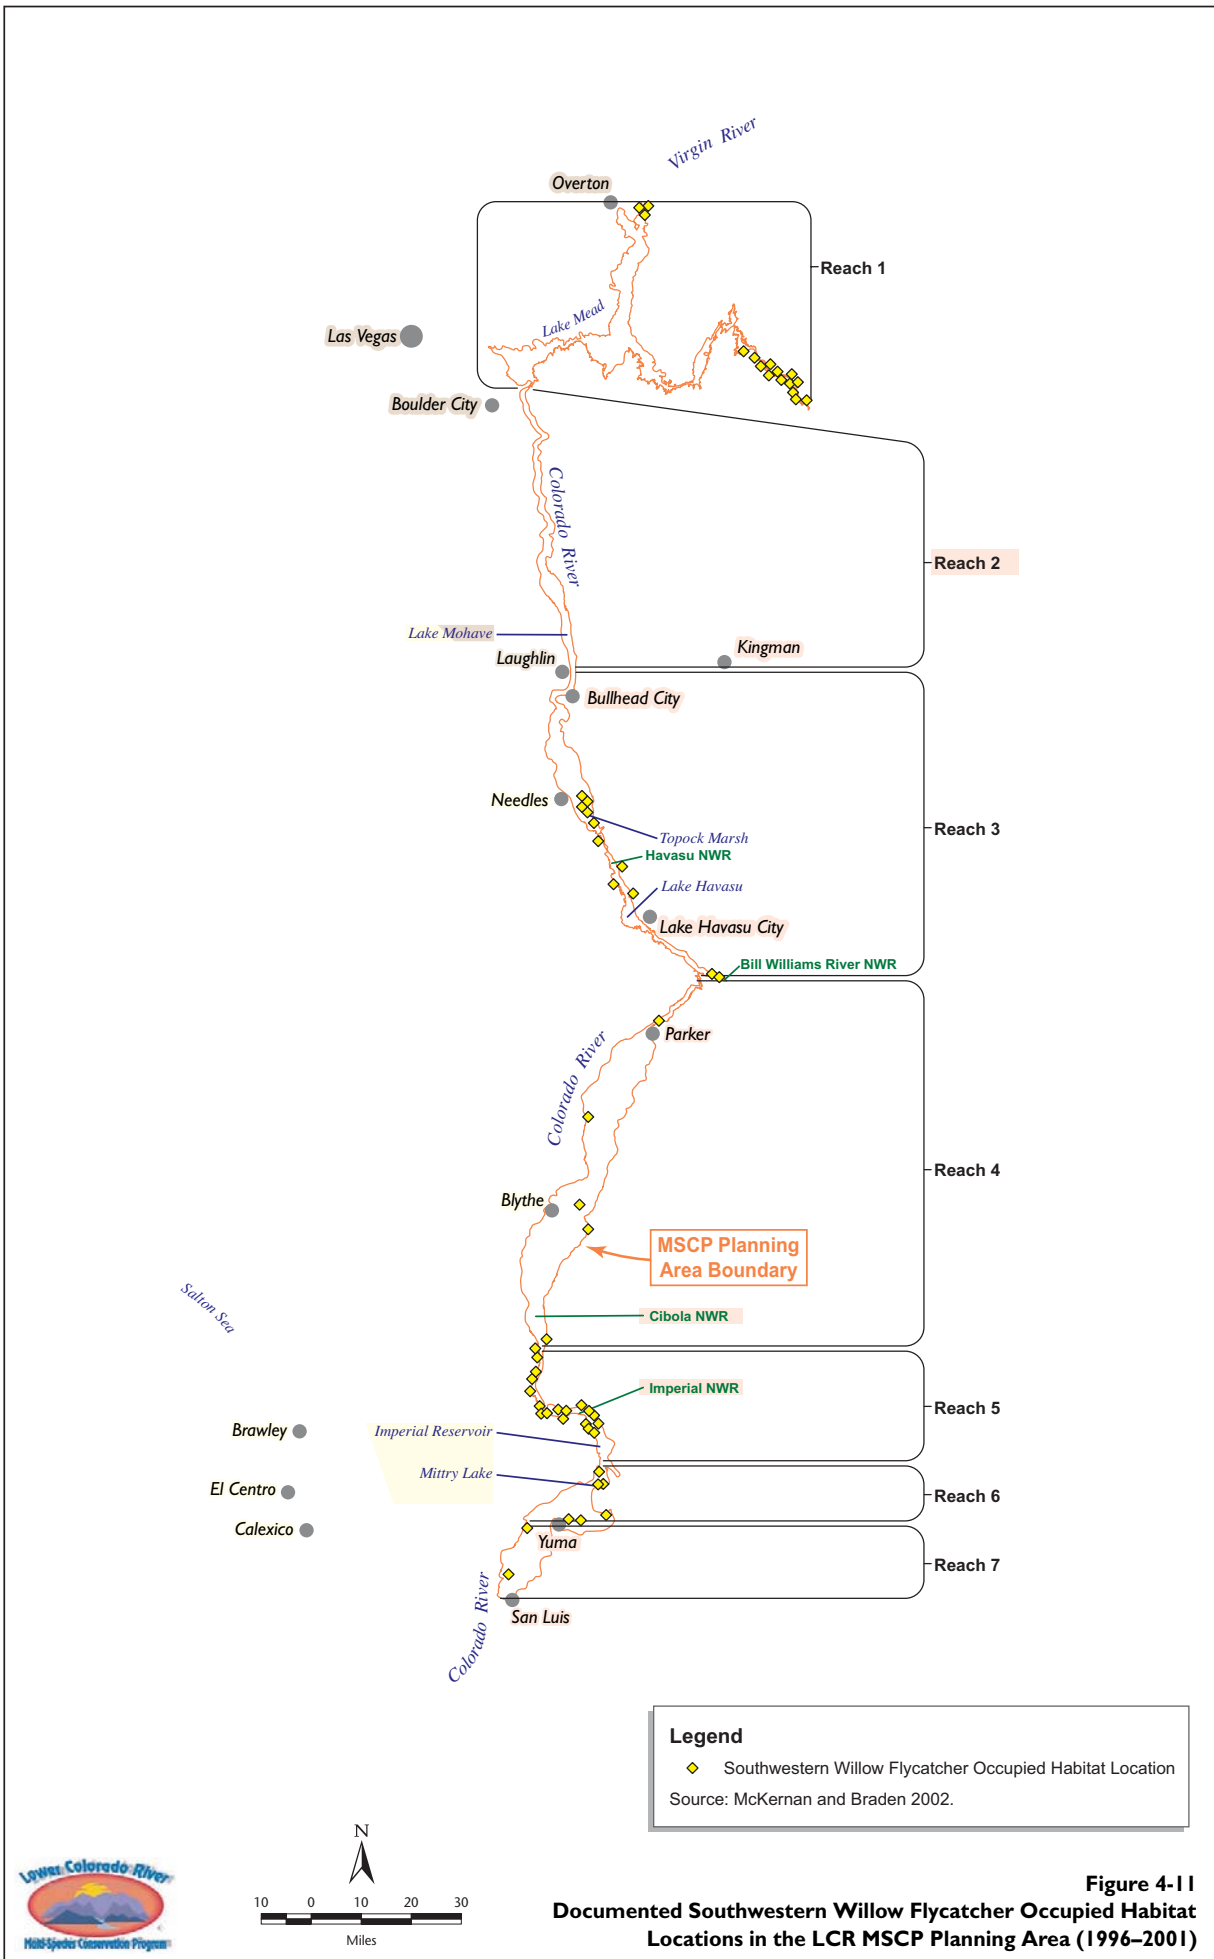 Virgin River
Overton
Reach 1
Lake Mead
Las Vegas
Boulder City
Colorado River
Reach 2
Lake Mohave
Kingman
Laughlin
Bullhead City
Needles
Reach 3
Topock Marsh
Havasu NWR
Lake Havasu
Lake Havasu City
Bill Williams River NWR
Parker
Colorado River
Reach 4
Blythe
MSCP Planning
Area Boundary
Salton Sea
Cibola NWR
Imperial NWR
Reach 5
Brawley
Imperial Reservoir
Mittry Lake
El Centro
Reach 6
Calexico
Yuma
Reach 7
Colorado River
San Luis
Legend
Southwestern Willow Flycatcher Occupied Habitat Location
Source: McKernan and Braden 2002.
N
10 0 10 20 30
Miles
Lower Colorado River
Multi-Species Conservation Program
Figure 4-11
Documented Southwestern Willow Flycatcher Occupied Habitat
Locations in the LCR MSCP Planning Area (1996–2001)